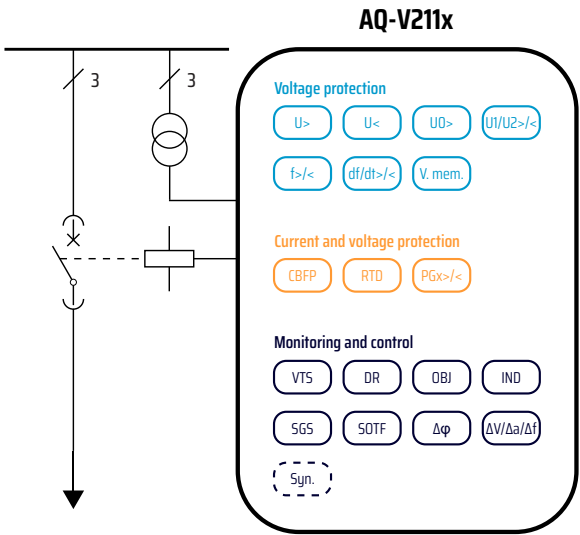 AQ-V211x
3
3
Voltage protection
U>
U<
U0>
U1/U2>/<
f>/<
df/dt>/<
V. mem.
Current and voltage protection
CBFP
RTD
PGx>/<
Monitoring and control
VTS
DR
OBJ
IND
SGS
SOTF
Δφ
ΔV/Δa/Δf
Syn.